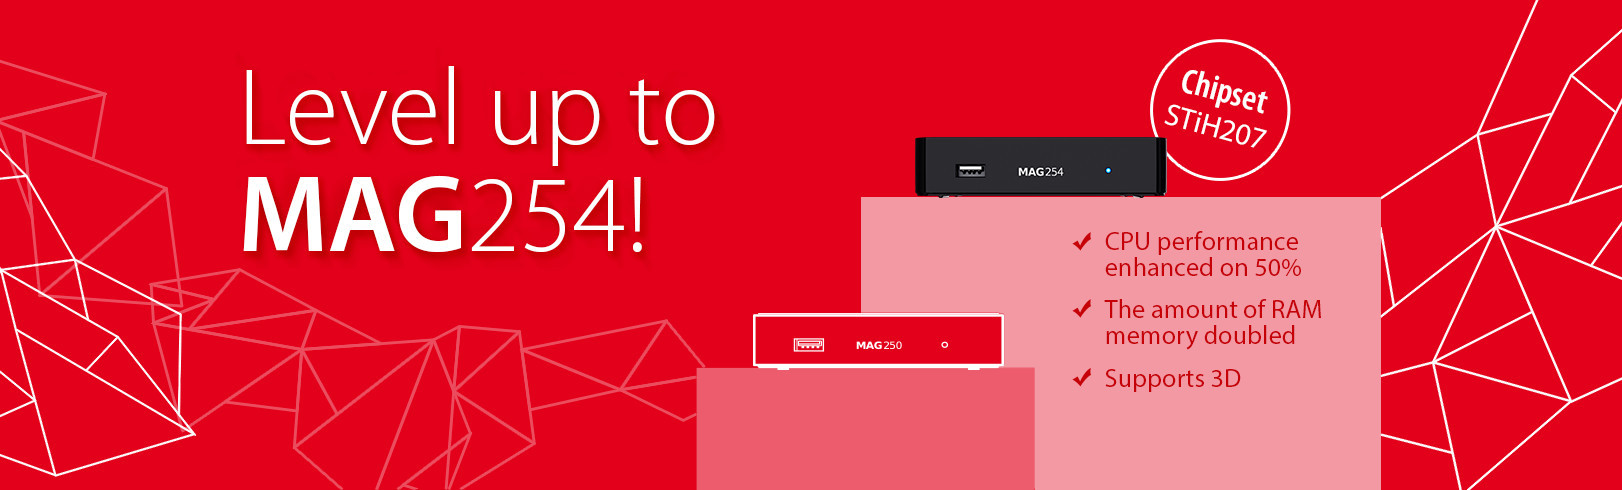 Level up to
MAG254!
Chipset
STiH207
MAG254
CPU performance
enhanced on 50%
The amount of RAM
memory doubled
Supports 3D
MAG250